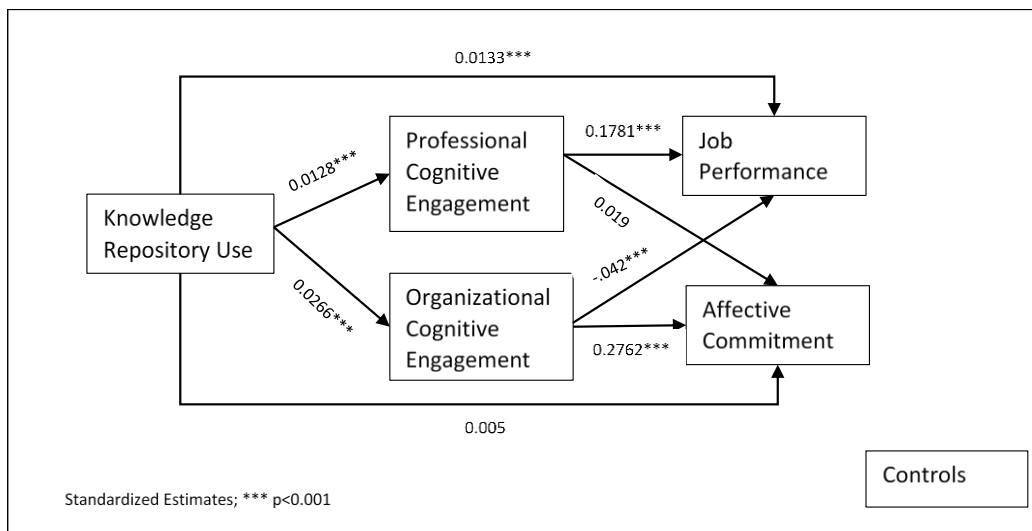 0.0133***
Professional
Cognitive
Engagement
0.1781***
Job
Performance
0.0128***
Knowledge
Repository Use
0.019
-.042***
0.0266***
Organizational
Cognitive
Engagement
Affective
Commitment
0.2762***
0.005
Controls
Standardized Estimates; *** p<0.001